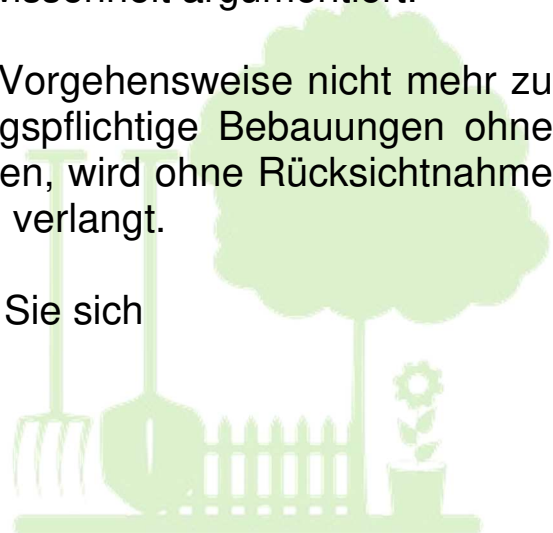 Vorgehensweise nicht mehr zu
gspflichtige Bebauungen ohne
en, wird ohne Rücksichtnahme
verlangt.
Sie sich